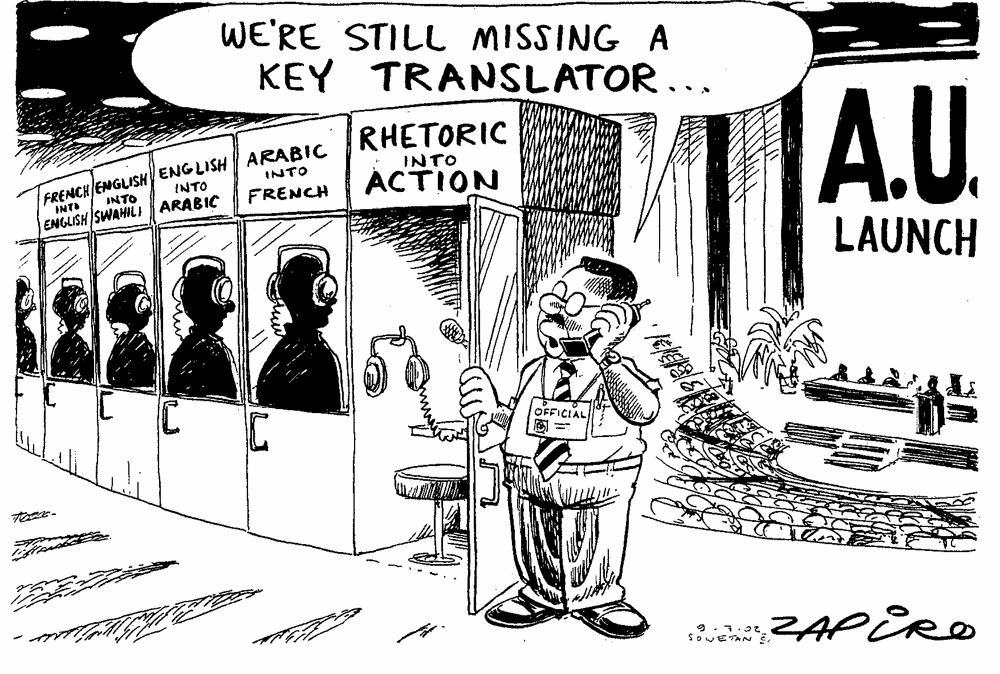 WE'RE STILL MISSING A
KEY TRANSLATOR...
FRENCH
INTO
ENGLISH
ENGLISH
INTO
SWAHILI
ENGLISH
INTO
ARABIC
ARABIC
INTO
FRENCH
RHETORIC
INTO
ACTION
A.U.
LAUNCH
OFFICIAL
9.7.02
SOWETAN ©
ZAPIRO